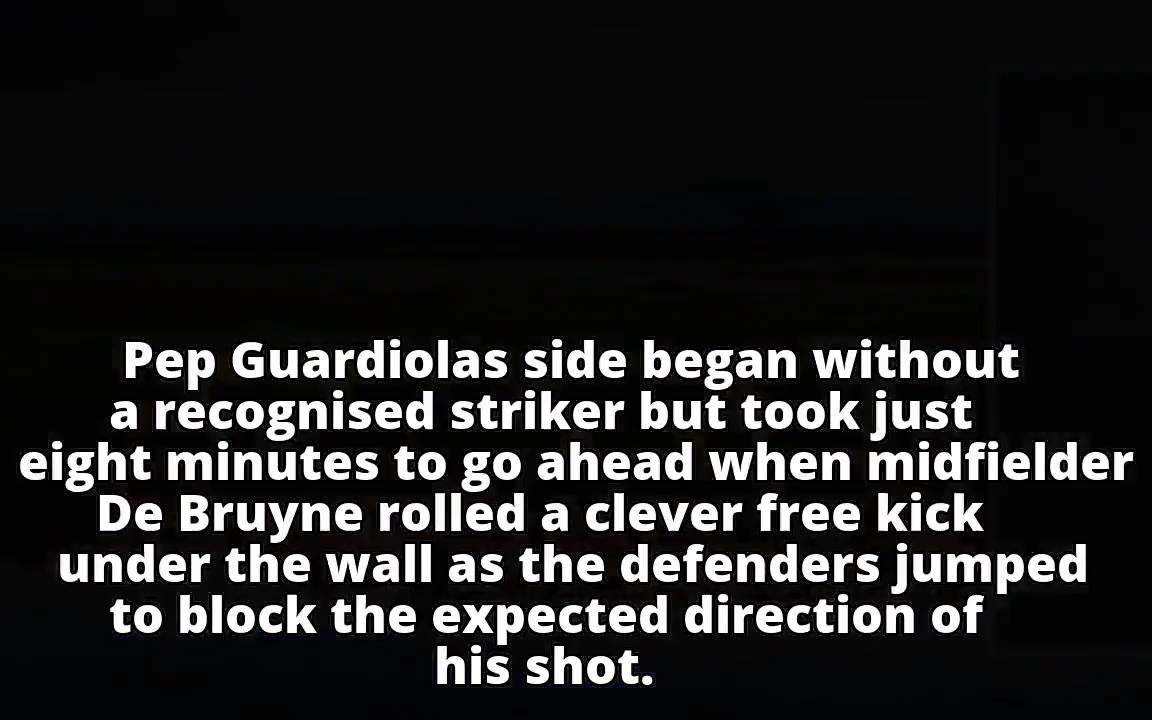 Pep Guardiolas side began without
a recognised striker but took just
eight minutes to go ahead when midfielder
De Bruyne rolled a clever free kick
under the wall as the defenders jumped
to block the expected direction of
his shot.